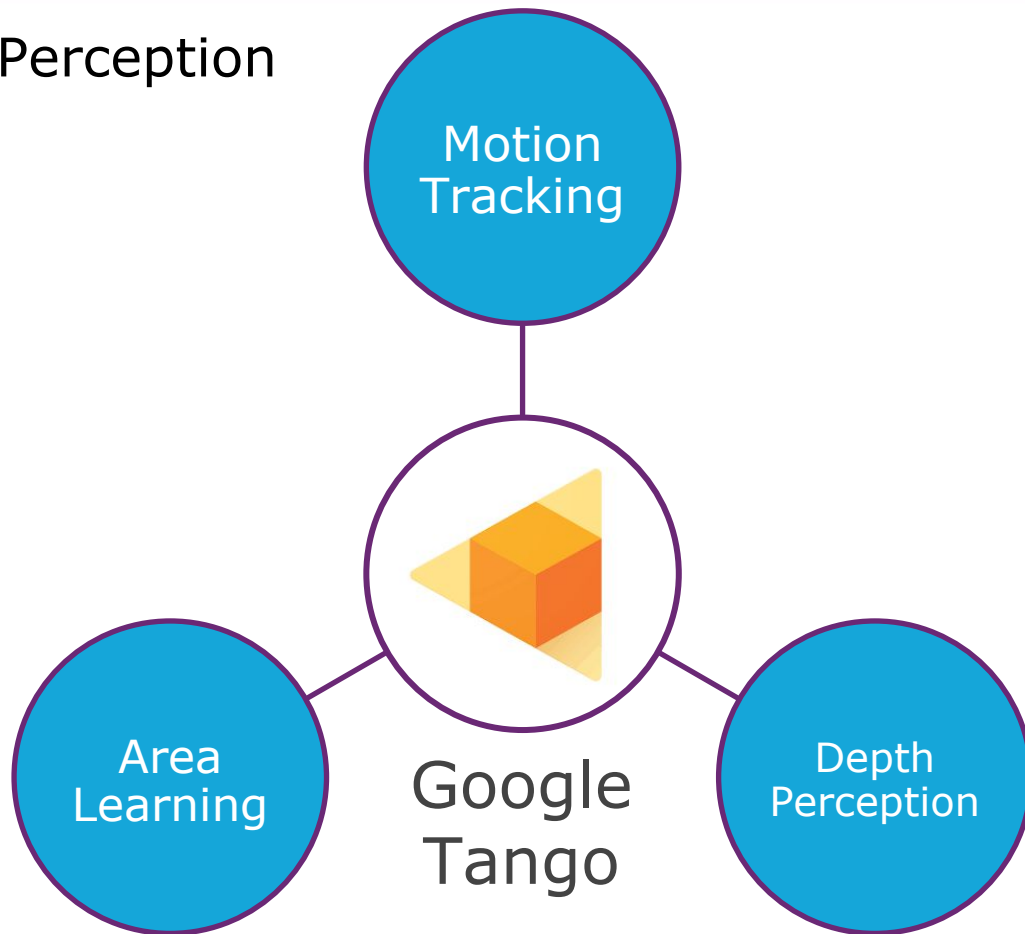 Perception
Motion
Tracking
Area
Learning
Google
Tango
Depth
Perception